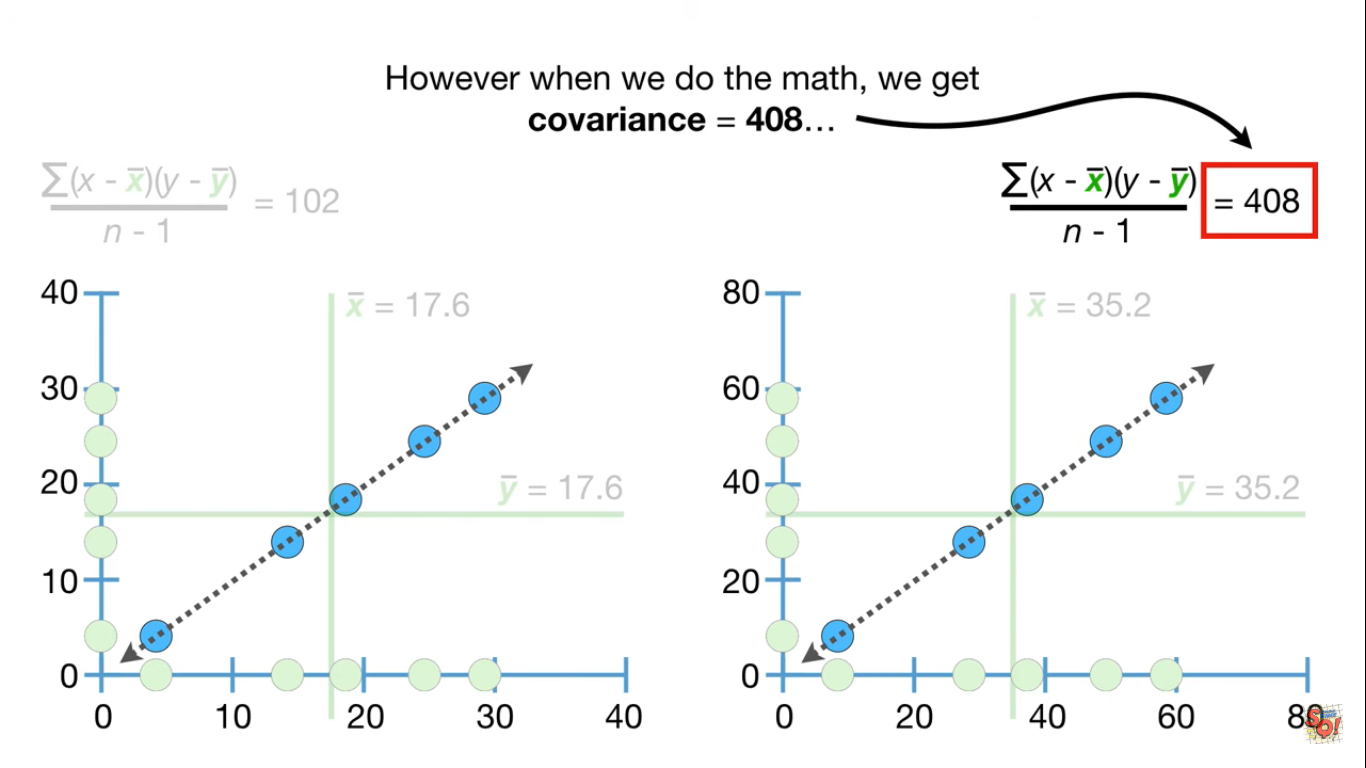 However when we do the math, we get
covariance = 408...
∑(x - x̄)(y - ȳ)
n - 1
= 102
∑(x - x̄)(y - ȳ)
n - 1
= 408
40
30
20
10
0
0 10 20 30 40
x̄ = 17.6
ȳ = 17.6
80
60
40
20
0
0 20 40 60 80
x̄ = 35.2
ȳ = 35.2
SQ!